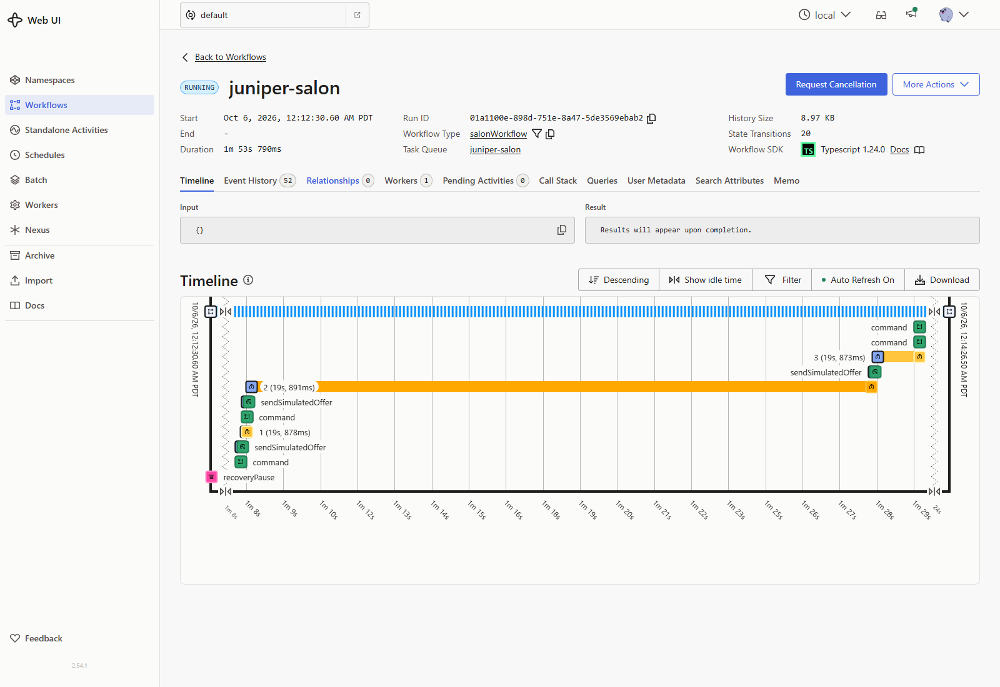 Web UI
default
local
Namespaces
Workflows
Standalone Activities
Schedules
Batch
Workers
Nexus
Archive
Import
Docs
Feedback
2.54.1
Back to Workflows
RUNNING juniper-salon
Request Cancellation
More Actions
Start Oct 6, 2026, 12:12:30.60 AM PDT
End -
Duration 1m 53s 790ms
Run ID 01a1100e-898d-751e-8a47-5de3569ebab2
Workflow Type salonWorkflow
Task Queue juniper-salon
History Size 8.97 KB
State Transitions 20
Workflow SDK TS Typescript 1.24.0 Docs
Timeline Event History 52 Relationships 0 Workers 1 Pending Activities 0 Call Stack Queries User Metadata Search Attributes Memo
Input
{}
Result
Results will appear upon completion.
Timeline
Descending Show idle time Filter Auto Refresh On Download
10/6/26, 12:12:30.60 AM PDT
10/6/26, 12:14:26.50 AM PDT
command
command
3 (19s, 873ms)
sendSimulatedOffer
2 (19s, 891ms)
sendSimulatedOffer
command
1 (19s, 878ms)
sendSimulatedOffer
command
recoveryPause
1m 8s 1m 8s 1m 9s 1m 10s 1m 12s 1m 13s 1m 14s 1m 15s 1m 16s 1m 18s 1m 19s 1m 20s 1m 21s 1m 22s 1m 23s 1m 25s 1m 26s 1m 27s 1m 28s 1m 29s 24s